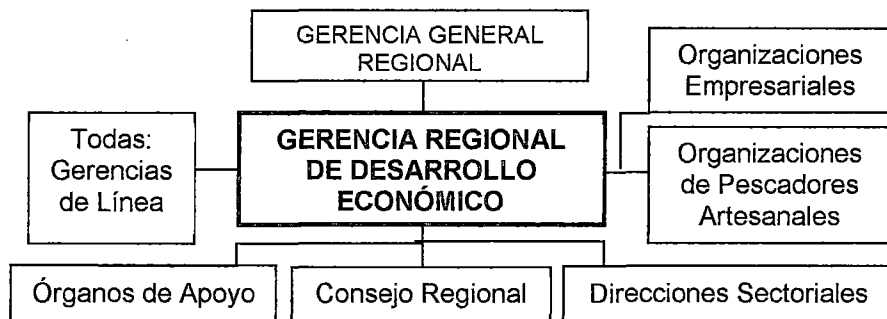 GERENCIA GENERAL
REGIONAL
Organizaciones
Empresariales
Todas:
Gerencias
de Línea
GERENCIA REGIONAL
DE DESARROLLO
ECONÓMICO
Organizaciones
de Pescadores
Artesanales
Órganos de Apoyo
Consejo Regional
Direcciones Sectoriales